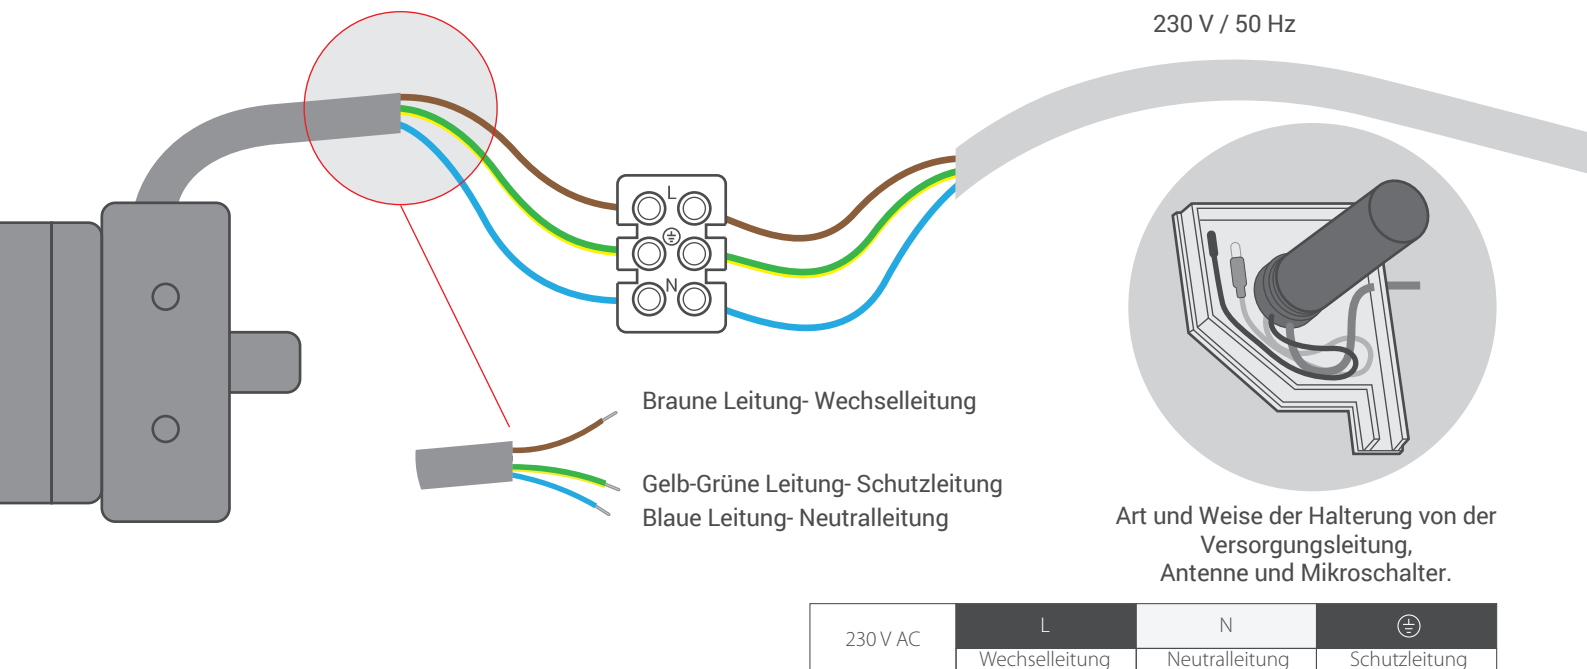 230 V / 50 Hz
L
N
Braune Leitung- Wechselleitung
Gelb-Grüne Leitung- Schutzleitung
Blaue Leitung- Neutralleitung
Art und Weise der Halterung von der
Versorgungsleitung,
Antenne und Mikroschalter.
230 V AC
L
N
Wechselleitung
Neutralleitung
Schutzleitung